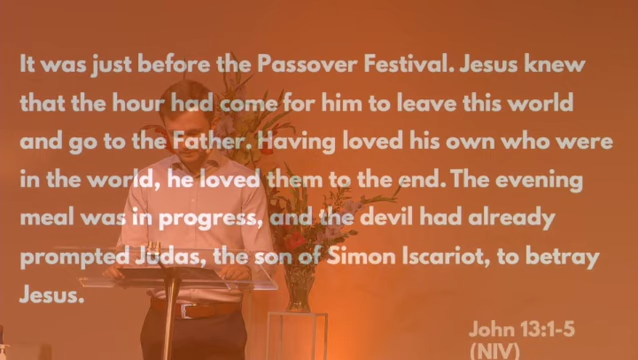 It was just before the Passover Festival. Jesus knew
that the hour had come for him to leave this world
and go to the Father. Having loved his own who were
in the world, he loved them to the end. The evening
meal was in progress, and the devil had already
prompted Judas, the son of Simon Iscariot, to betray
Jesus.
John 13:1-5
(NIV)